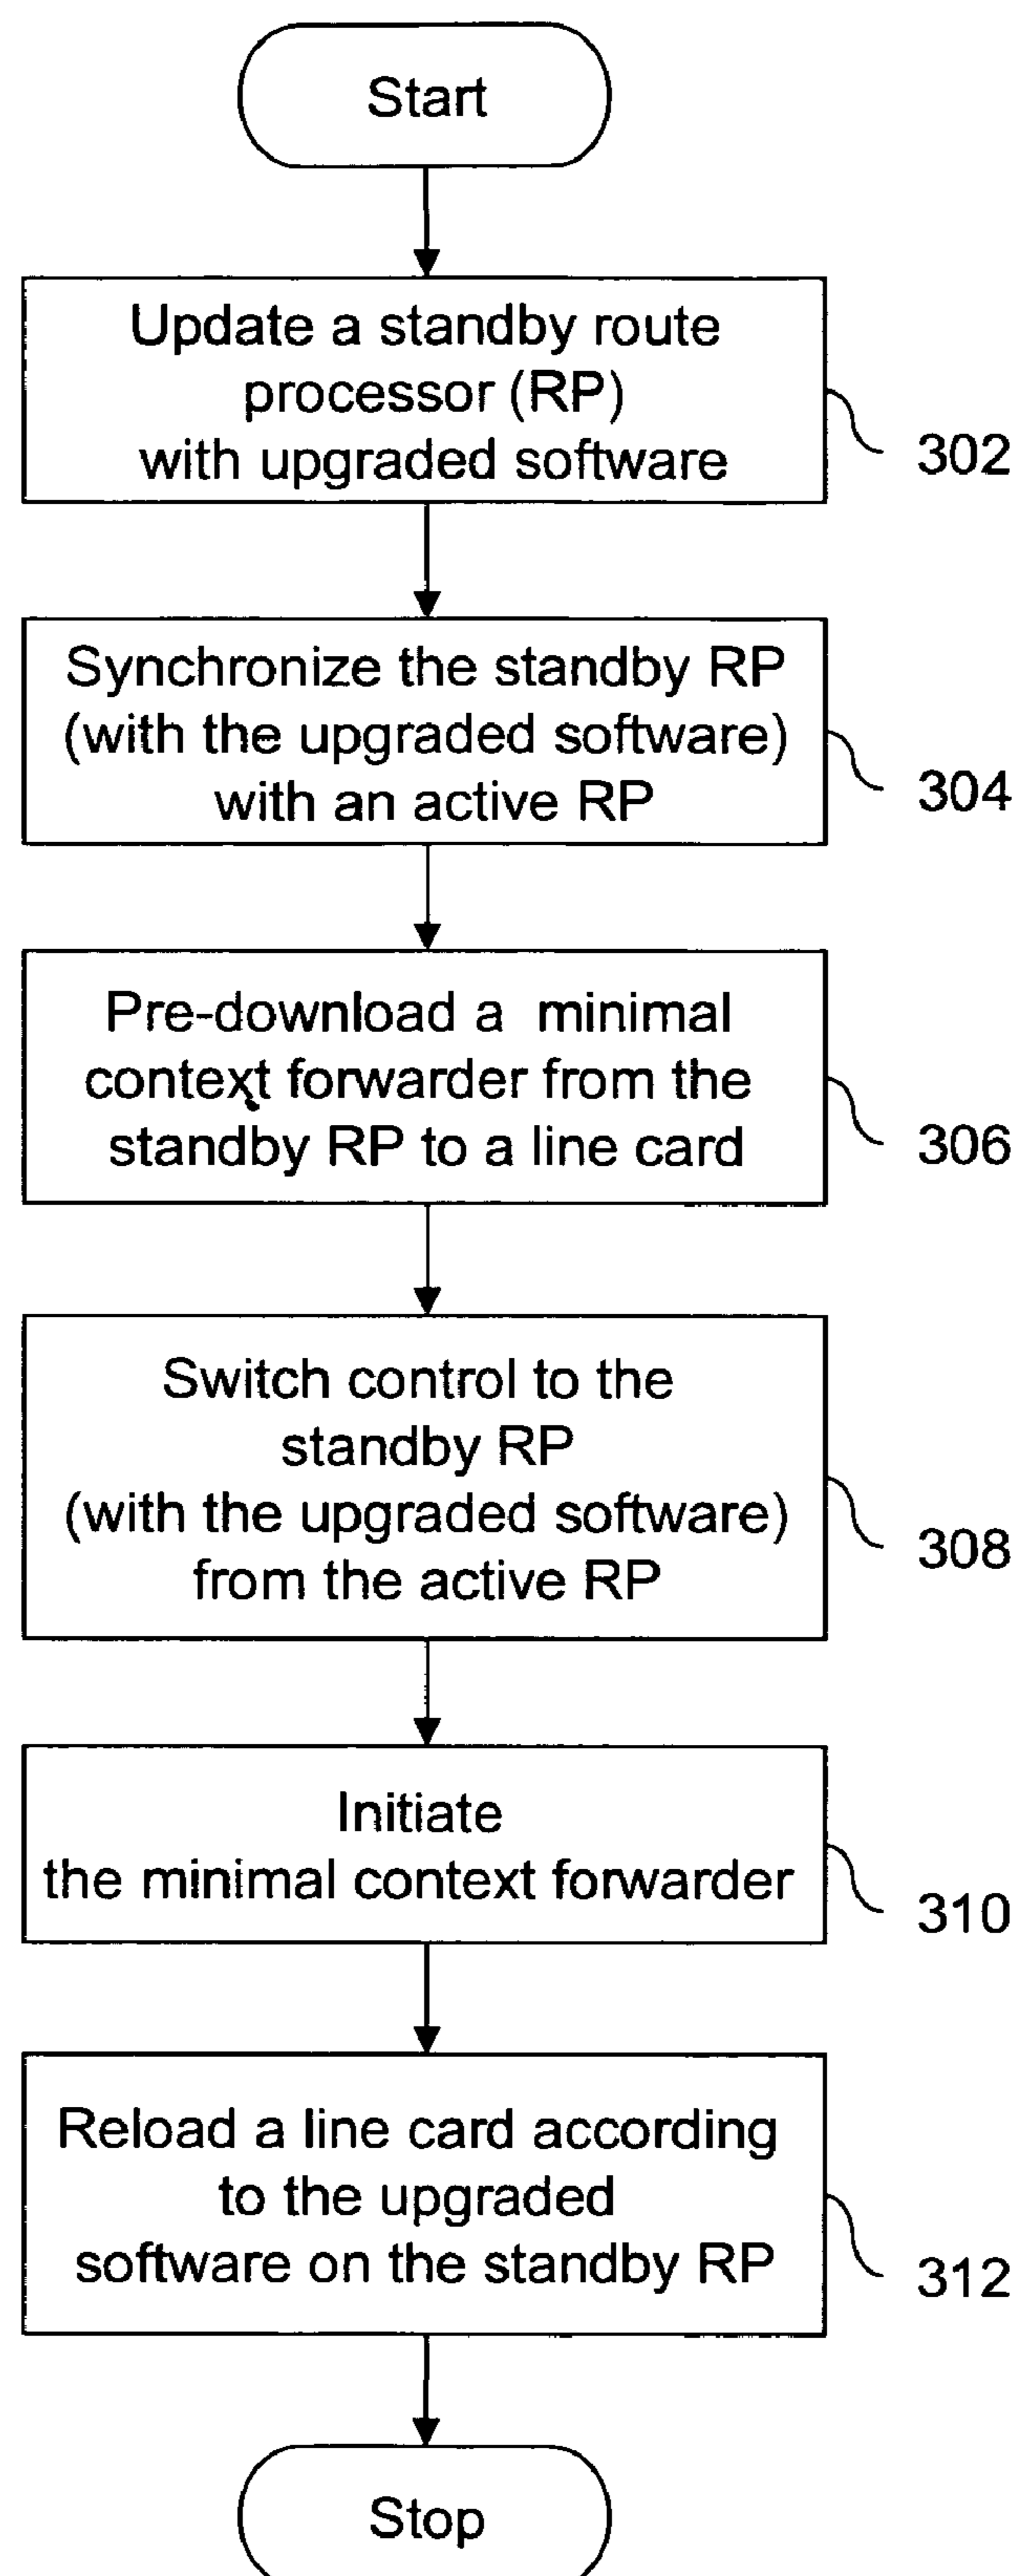 Start
Update a standby route
processor (RP)
with upgraded software
302
Synchronize the standby RP
(with the upgraded software)
with an active RP
304
Pre-download a minimal
context forwarder from the
standby RP to a line card
306
Switch control to the
standby RP
(with the upgraded software)
from the active RP
308
Initiate
the minimal context forwarder
310
Reload a line card according
to the upgraded
software on the standby RP
312
Stop